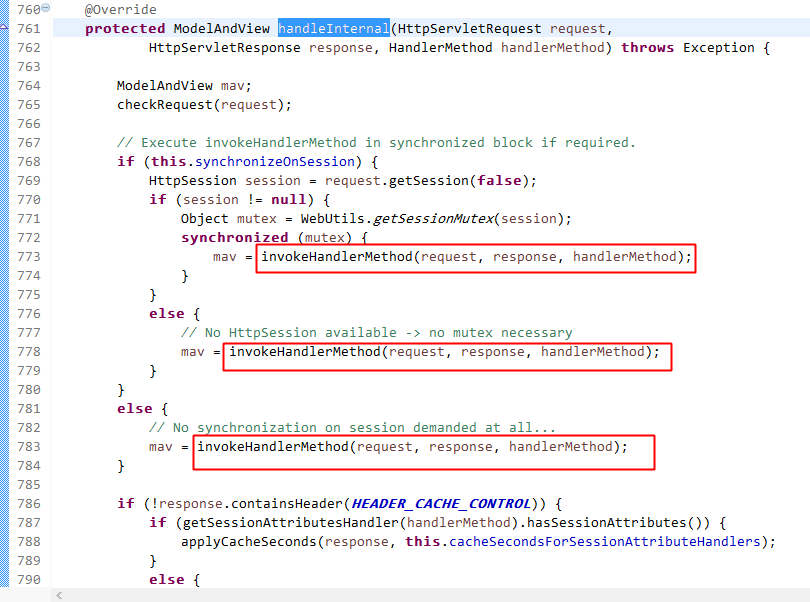 760 @Override
761 protected ModelAndView handleInternal(HttpServletRequest request,
762 HttpServletResponse response, HandlerMethod handlerMethod) throws Exception {
763
764 ModelAndView mav;
765 checkRequest(request);
766
767 // Execute invokeHandlerMethod in synchronized block if required.
768 if (this.synchronizeOnSession) {
769 HttpSession session = request.getSession(false);
770 if (session != null) {
771 Object mutex = WebUtils.getSessionMutex(session);
772 synchronized (mutex) {
773 mav = invokeHandlerMethod(request, response, handlerMethod);
774 }
775 }
776 else {
777 // No HttpSession available -> no mutex necessary
778 mav = invokeHandlerMethod(request, response, handlerMethod);
779 }
780 }
781 else {
782 // No synchronization on session demanded at all...
783 mav = invokeHandlerMethod(request, response, handlerMethod);
784 }
785
786 if (!response.containsHeader(HEADER_CACHE_CONTROL)) {
787 if (getSessionAttributesHandler(handlerMethod).hasSessionAttributes()) {
788 applyCacheSeconds(response, this.cacheSecondsForSessionAttributeHandlers);
789 }
790 else {